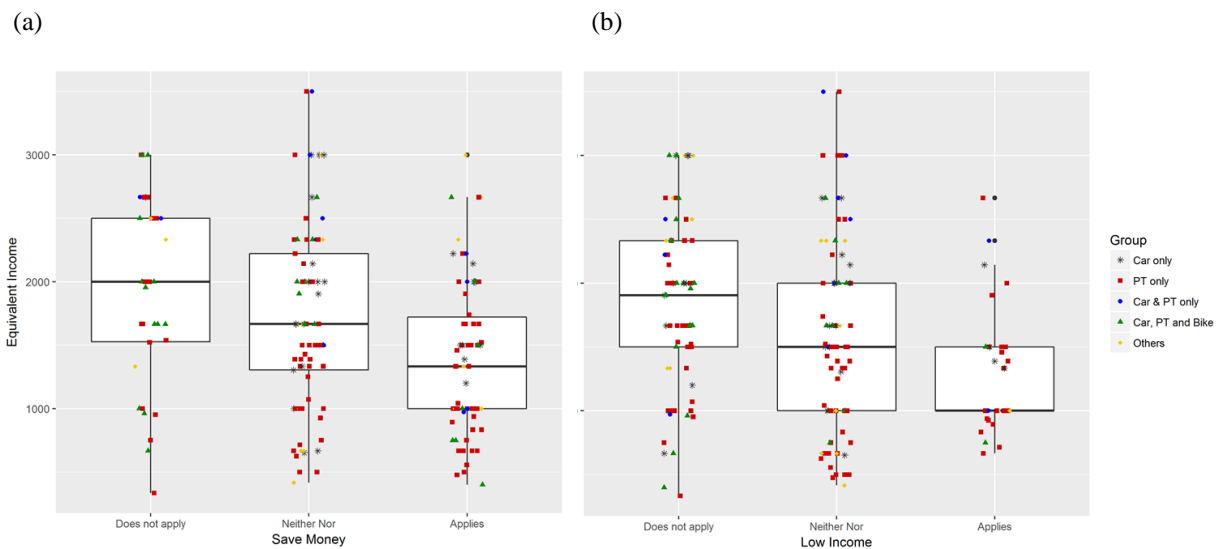 (a) (b)
3000
2000
1000
Equivalent Income
Does not apply Neither Nor Applies
Save Money
Does not apply Neither Nor Applies
Low Income
Group
Car only
PT only
Car & PT only
Car, PT and Bike
Others